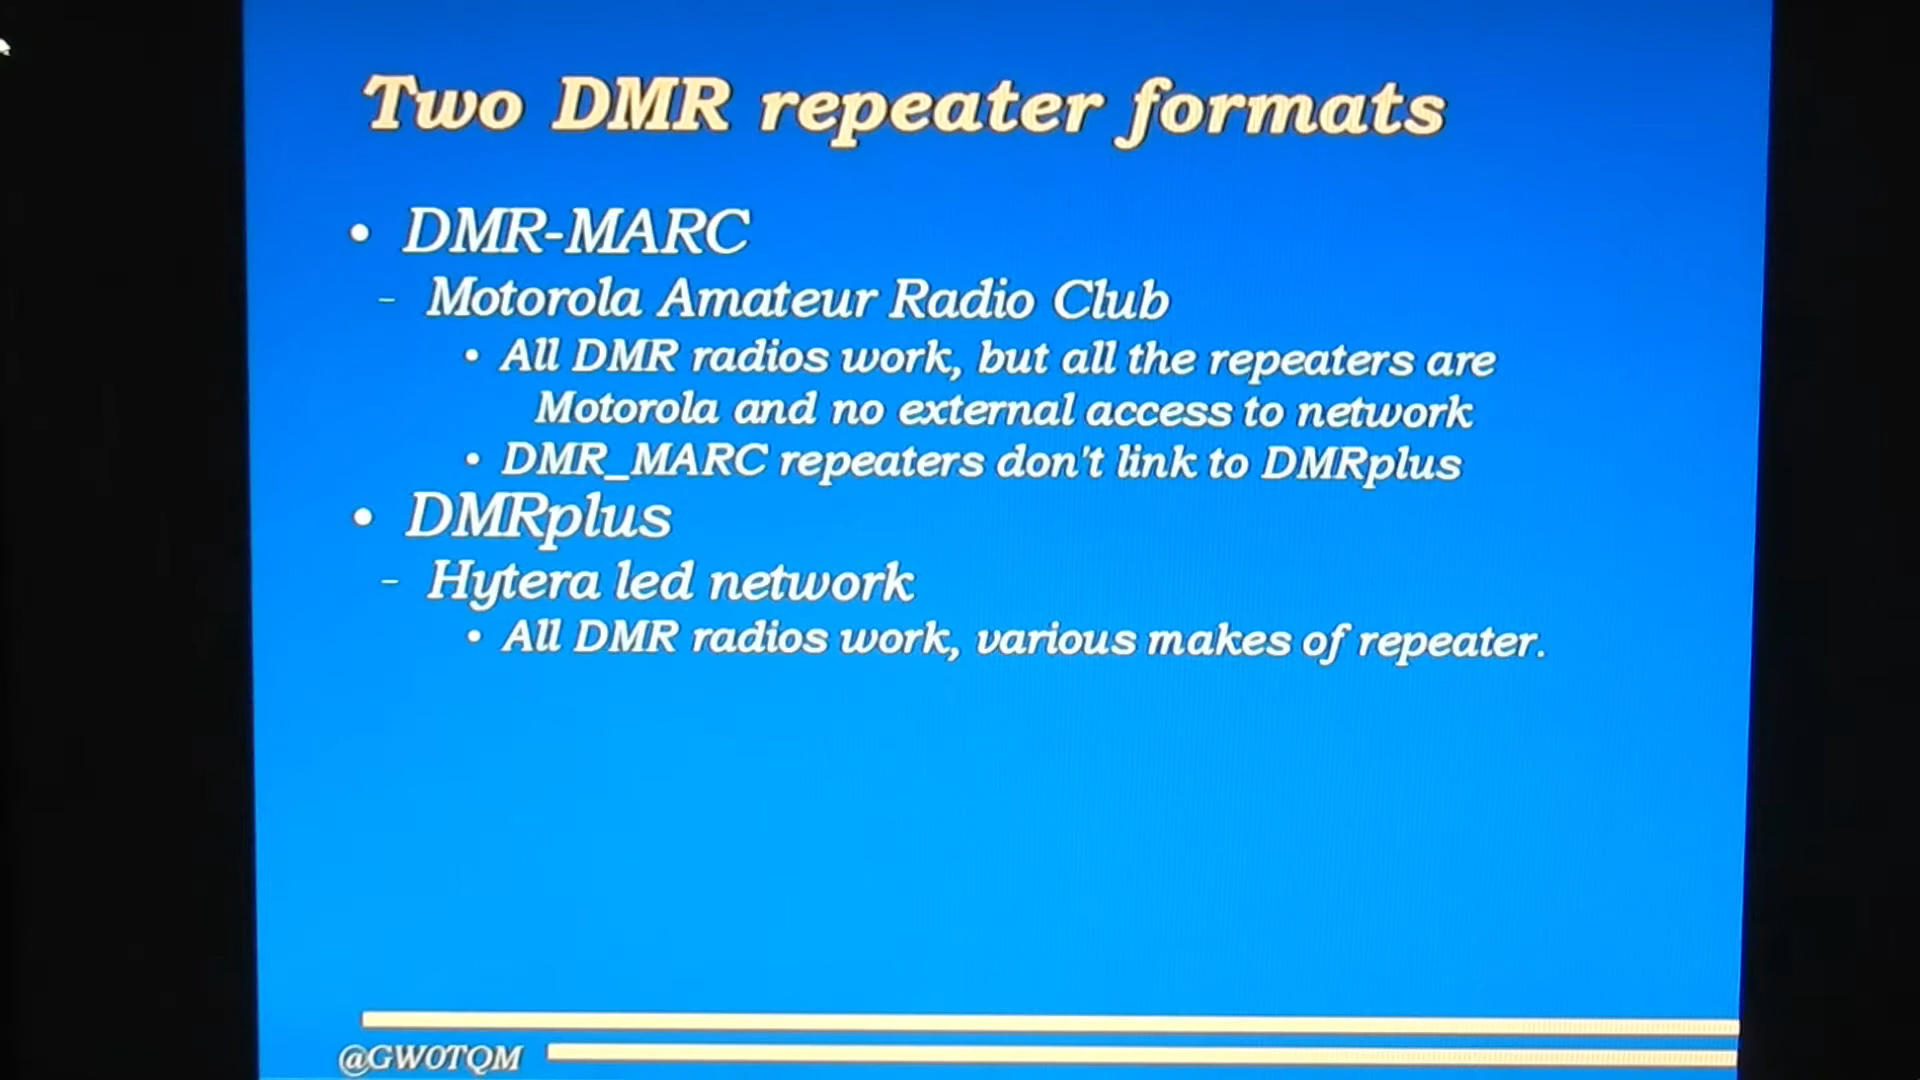 Two DMR repeater formats
• DMR-MARC
– Motorola Amateur Radio Club
• All DMR radios work, but all the repeaters are
Motorola and no external access to network
• DMR_MARC repeaters don't link to DMRplus
• DMRplus
– Hytera led network
• All DMR radios work, various makes of repeater.
@GW0TQM